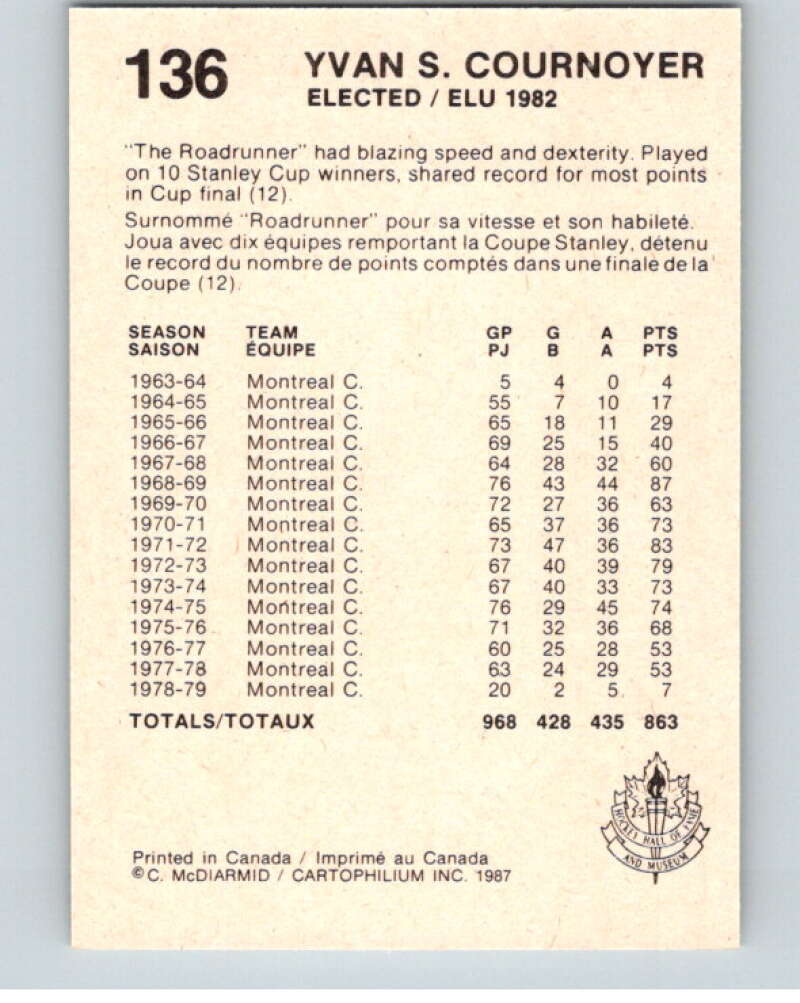 136 YVAN S. COURNOYER
ELECTED / ELU 1982
"The Roadrunner" had blazing speed and dexterity. Played
on 10 Stanley Cup winners, shared record for most points
in Cup final (12).
Surnommé "Roadrunner" pour sa vitesse et son habileté.
Joua avec dix équipes remportant la Coupe Stanley, détenu
le record du nombre de points comptés dans une finale de la
Coupe (12).
SEASON TEAM GP G A PTS
SAISON ÉQUIPE PJ B A PTS
1963-64 Montreal C. 5 4 0 4
1964-65 Montreal C. 55 7 10 17
1965-66 Montreal C. 65 18 11 29
1966-67 Montreal C. 69 25 15 40
1967-68 Montreal C. 64 28 32 60
1968-69 Montreal C. 76 43 44 87
1969-70 Montreal C. 72 27 36 63
1970-71 Montreal C. 65 37 36 73
1971-72 Montreal C. 73 47 36 83
1972-73 Montreal C. 67 40 39 79
1973-74 Montreal C. 67 40 33 73
1974-75 Montreal C. 76 29 45 74
1975-76 Montreal C. 71 32 36 68
1976-77 Montreal C. 60 25 28 53
1977-78 Montreal C. 63 24 29 53
1978-79 Montreal C. 20 2 5 7
TOTALS/TOTAUX 968 428 435 863
HOCKEY HALL OF FAME
AND MUSEUM
Printed in Canada / Imprimé au Canada
©C. McDIARMID / CARTOPHILIUM INC. 1987